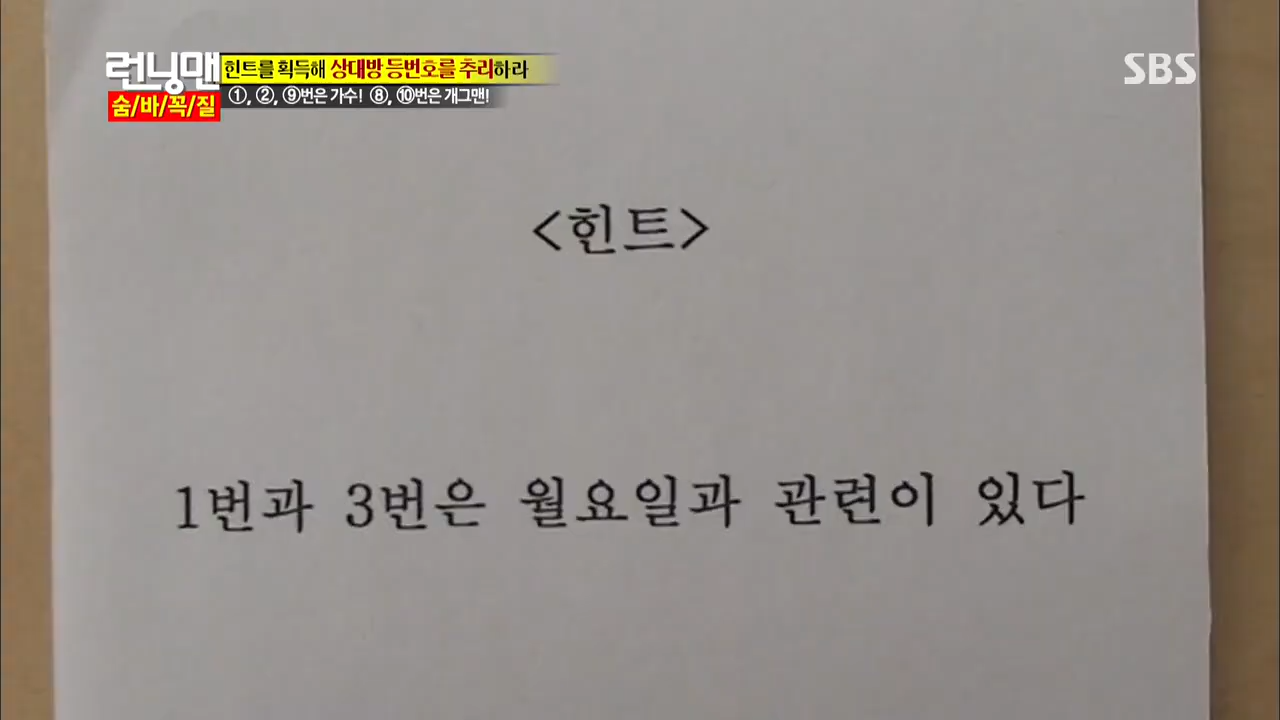 런닝맨
숨/바/꼭/질
힌트를 획득해 상대방 등번호를 추리하라
①, ②, ⑨번은 가수! ⑧, ⑩번은 개그맨!
SBS
<힌트>
1번과 3번은 월요일과 관련이 있다